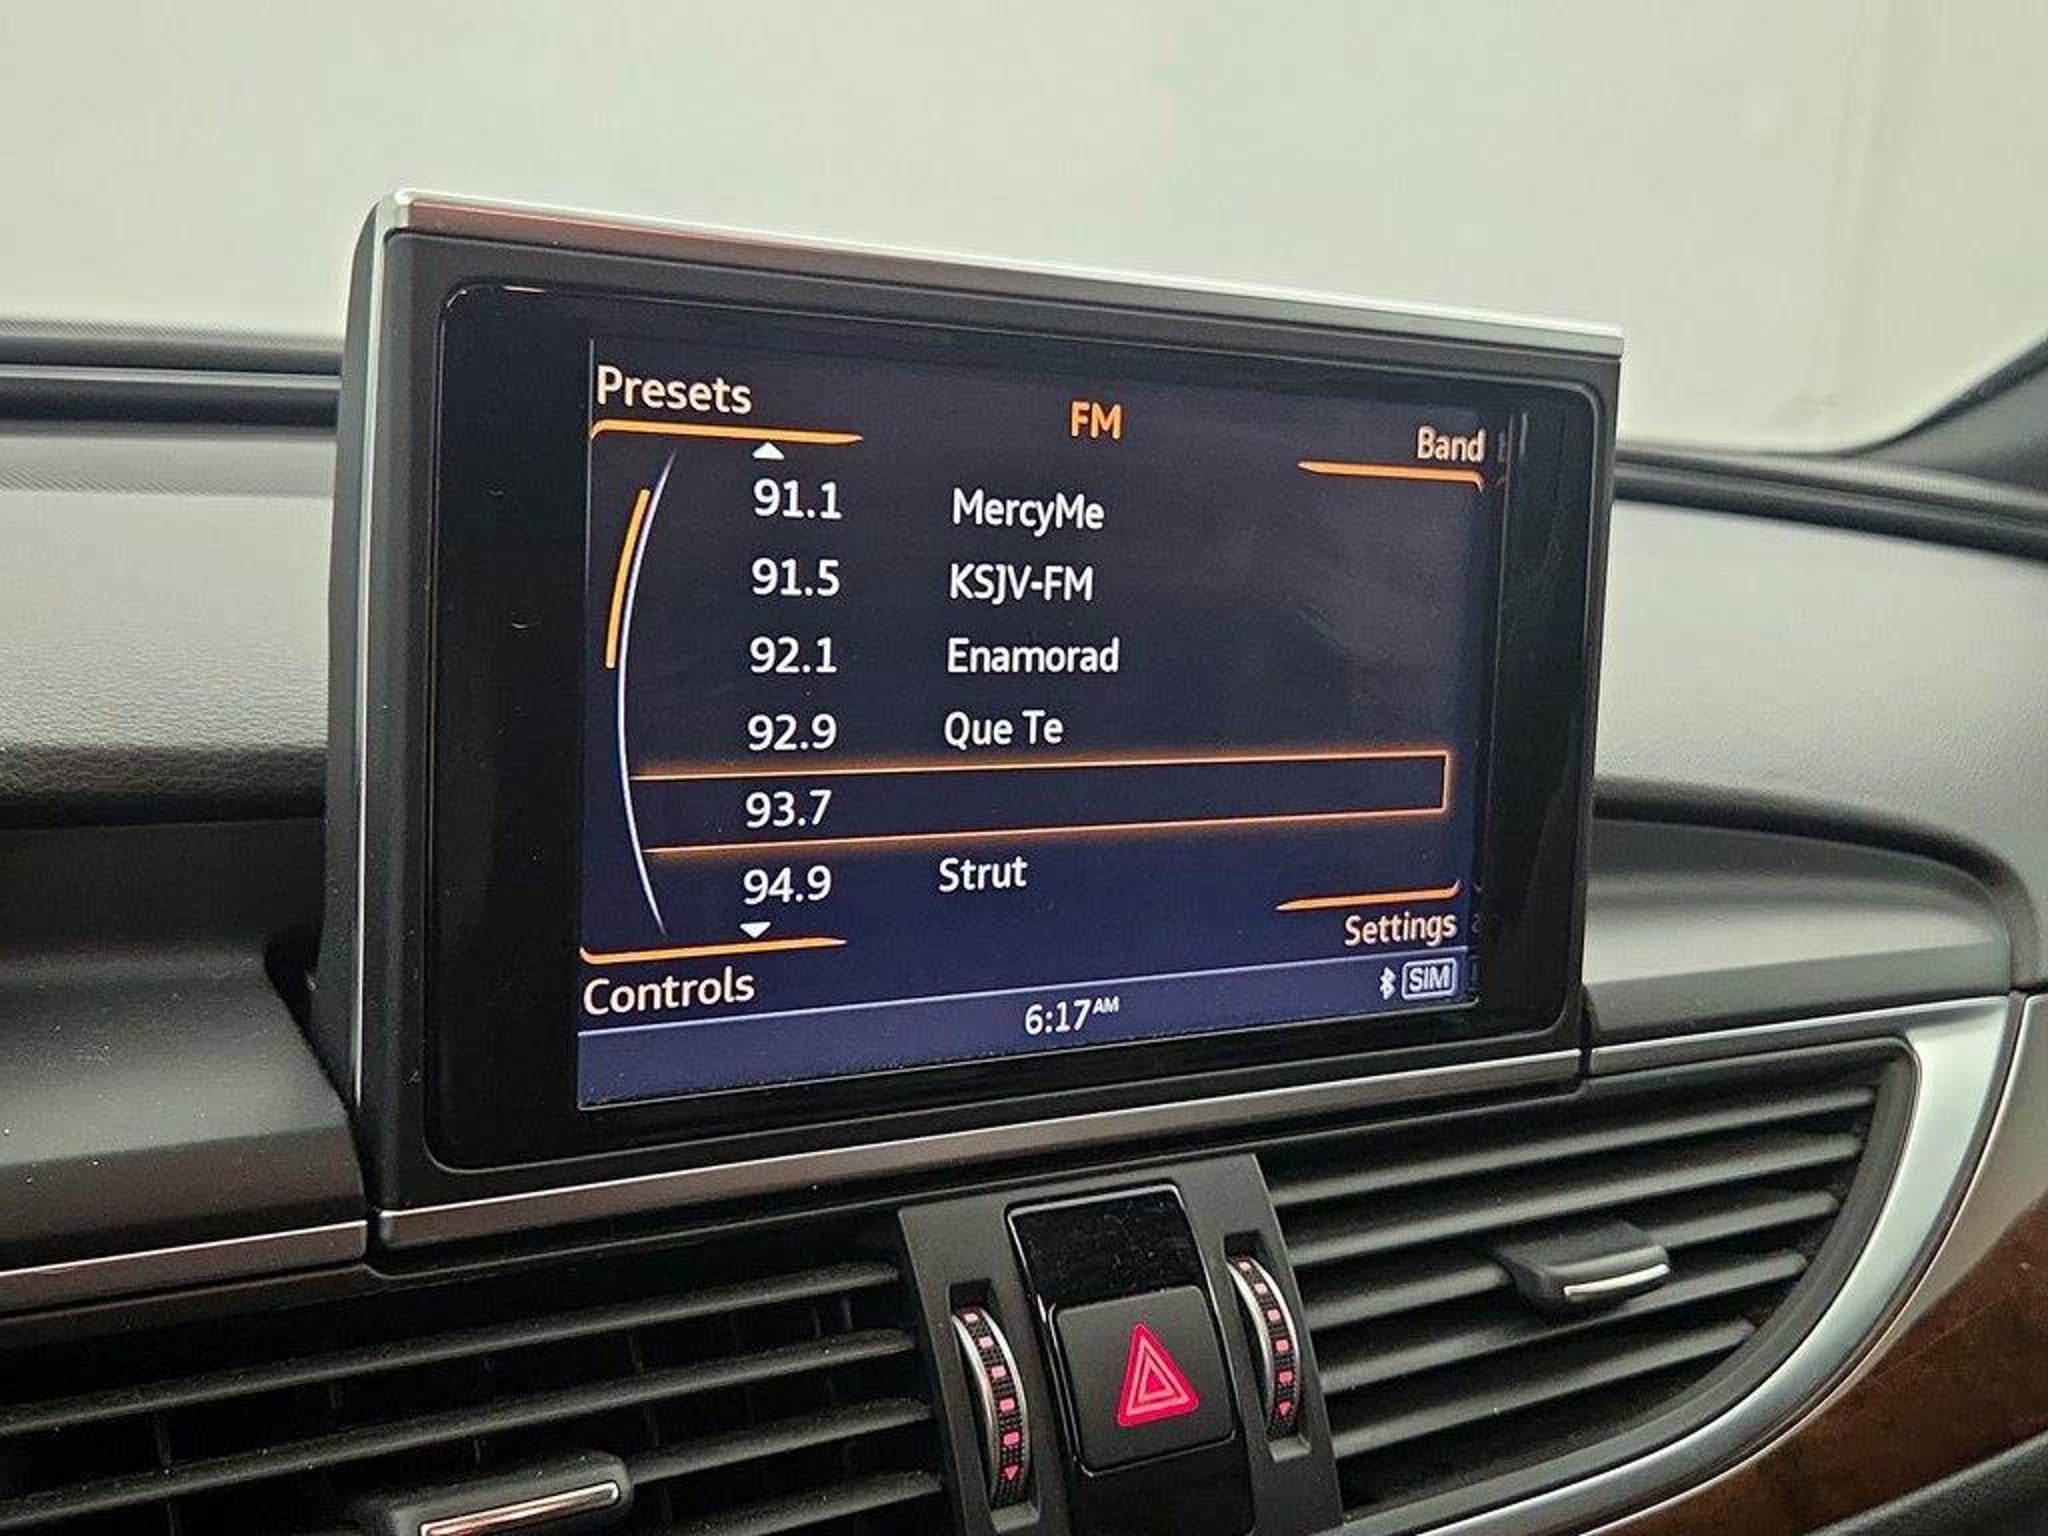 Presets
FM
Band
91.1 MercyMe
91.5 KSJV-FM
92.1 Enamorad
92.9 Que Te
93.7
94.9 Strut
Settings
Controls
6:17AM
SIM